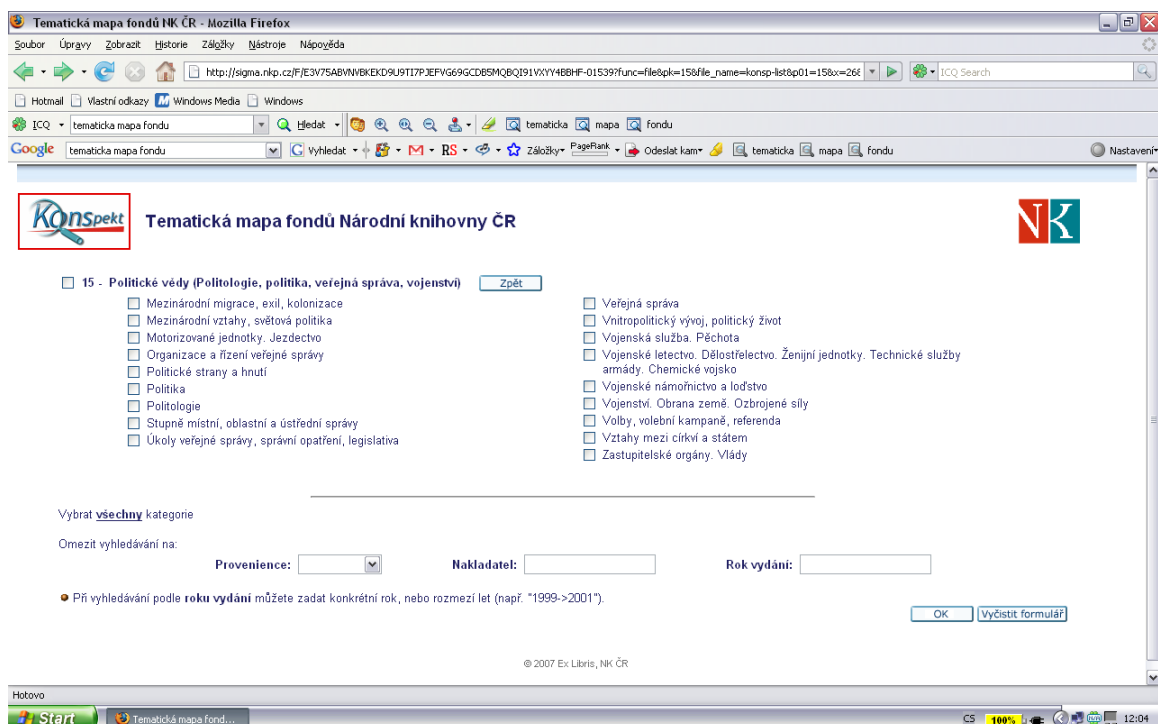 Tematická mapa fondů NK ČR - Mozilla Firefox
Soubor Úpravy Zobrazit Historie Záložky Nástroje Nápověda
http://sigma.nkp.cz/F/E3V75ABVNVBKEKD9U9TI7PJEFVG69GCDB5MQBQI91VXYY4BBHF-01539?func=file&pk=15&file_name=konsp-list&p01=15&x=268 ICQ Search
Hotmail Vlastní odkazy Windows Media Windows
ICQ tematicka mapa fondu Hledat tematicka mapa fondu
Google tematicka mapa fondu Vyhledat RS Záložky PageRank Odeslat kam tematicka mapa fondu Nastavení
Konspekt Tematická mapa fondů Národní knihovny ČR NK
15 - Politické vědy (Politologie, politika, veřejná správa, vojenství) Zpět
Mezinárodní migrace, exil, kolonizace
Mezinárodní vztahy, světová politika
Motorizované jednotky. Jezdectvo
Organizace a řízení veřejné správy
Politické strany a hnutí
Politika
Politologie
Stupně místní, oblastní a ústřední správy
Úkoly veřejné správy, správní opatření, legislativa
Veřejná správa
Vnitropolitický vývoj, politický život
Vojenská služba. Pěchota
Vojenské letectvo. Dělostřelectvo. Ženijní jednotky. Technické služby
armády. Chemické vojsko
Vojenské námořnictvo a loďstvo
Vojenství. Obrana země. Ozbrojené síly
Volby, volební kampaně, referenda
Vztahy mezi církví a státem
Zastupitelské orgány. Vlády
Vybrat všechny kategorie
Omezit vyhledávání na:
Provenience: Nakladatel: Rok vydání:
Při vyhledávání podle roku vydání můžete zadat konkrétní rok, nebo rozmezí let (např. "1999->2001").
OK Vyčistit formulář
© 2007 Ex Libris, NK ČR
Hotovo
Start Tematická mapa fond... CS 100% 12:04